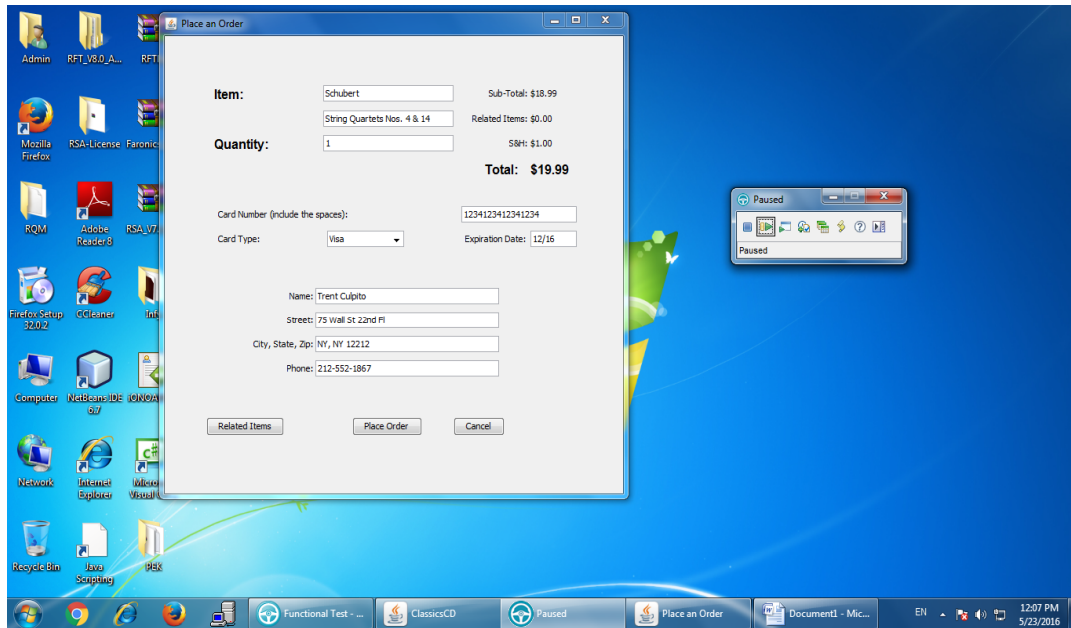 Admin
RFT_V8.0_A...
Place an Order
Item:
Schubert
Sub-Total: $18.99
String Quartets Nos. 4 & 14
Related Items: $0.00
Quantity:
1
S&H: $1.00
Total: $19.99
Card Number (include the spaces):
1234123412341234
Card Type:
Visa
Expiration Date:
12/16
Name:
Trent Culpito
Street:
75 Wall St 22nd Fl
City, State, Zip:
NY, NY 12212
Phone:
212-552-1867
Related Items
Place Order
Cancel
Paused
Paused
Mozilla
Firefox
RSA-License
Faronic
RQM
Adobe
Reader 8
RSA_V7.
Firefox Setup
32.0.2
CCleaner
Computer
NetBeans IDE
6.7
Network
Internet
Explorer
Micro
Visual
Recycle Bin
Java
Scripting
PEK
Functional Test - ...
ClassicsCD
Paused
Place an Order
Document1 - Mic...
EN
12:07 PM
5/23/2016